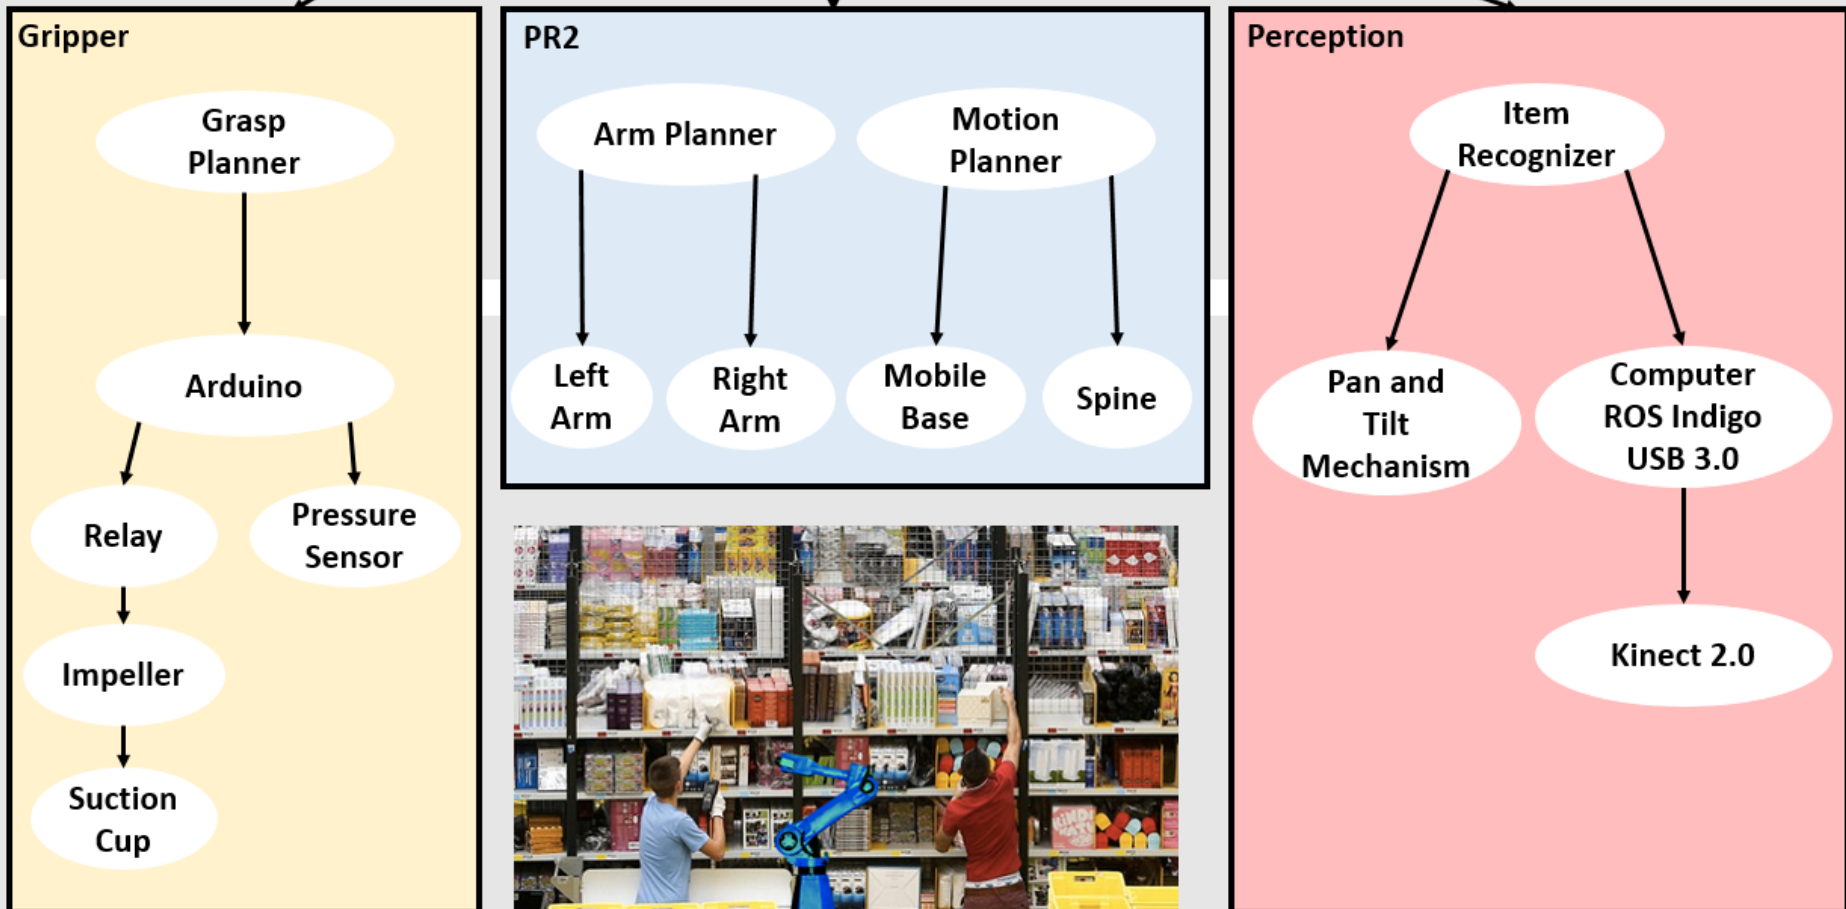 Gripper
Grasp
Planner
Arduino
Relay
Pressure
Sensor
Impeller
Suction
Cup
PR2
Arm Planner
Motion
Planner
Left
Arm
Right
Arm
Mobile
Base
Spine
Perception
Item
Recognizer
Pan and
Tilt
Mechanism
Computer
ROS Indigo
USB 3.0
Kinect 2.0